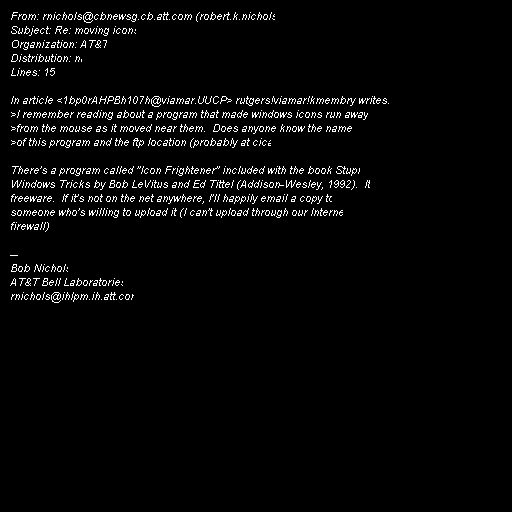 From: rnichols@cbnewsg.cb.att.com (robert.k.nichols
Subject: Re: moving icons
Organization: AT&T
Distribution: n
Lines: 15

In article <1bp0rAHPBh107h@viamar.UUCP> rutgers!viamar!kmembry writes.
>I remember reading about a program that made windows icons run away
>from the mouse as it moved near them.  Does anyone know the name
>of this program and the ftp location (probably at cica

There's a program called "Icon Frightener" included with the book Stupi
Windows Tricks by Bob LeVitus and Ed Tittel (Addison-Wesley, 1992).  It
freeware.  If it's not on the net anywhere, I'll happily email a copy to
someone who's willing to upload it (I can't upload through our Interne
firewall)

--
Bob Nichols
AT&T Bell Laboratories
rnichols@ihlpm.ih.att.com